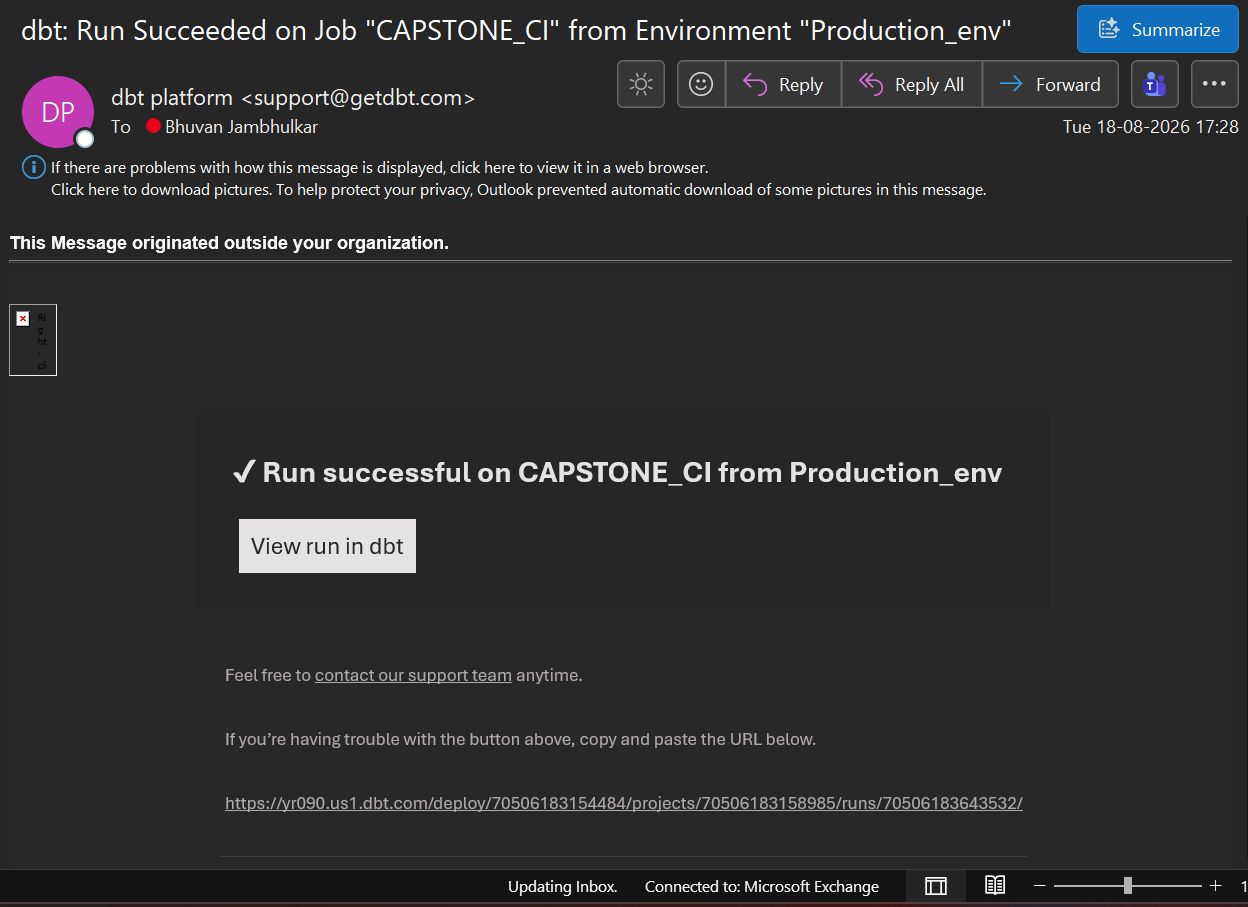 dbt: Run Succeeded on Job "CAPSTONE_CI" from Environment "Production_env"
Summarize
DP
dbt platform <support@getdbt.com>
Reply
Reply All
Forward
To Bhuvan Jambhulkar
Tue 18-08-2026 17:28
If there are problems with how this message is displayed, click here to view it in a web browser.
Click here to download pictures. To help protect your privacy, Outlook prevented automatic download of some pictures in this message.
This Message originated outside your organization.
Ri
g
ht
-
cli
✓ Run successful on CAPSTONE_CI from Production_env
View run in dbt
Feel free to contact our support team anytime.
If you’re having trouble with the button above, copy and paste the URL below.
https://yr090.us1.dbt.com/deploy/70506183154484/projects/70506183158985/runs/70506183643532/
Updating Inbox. Connected to: Microsoft Exchange
1